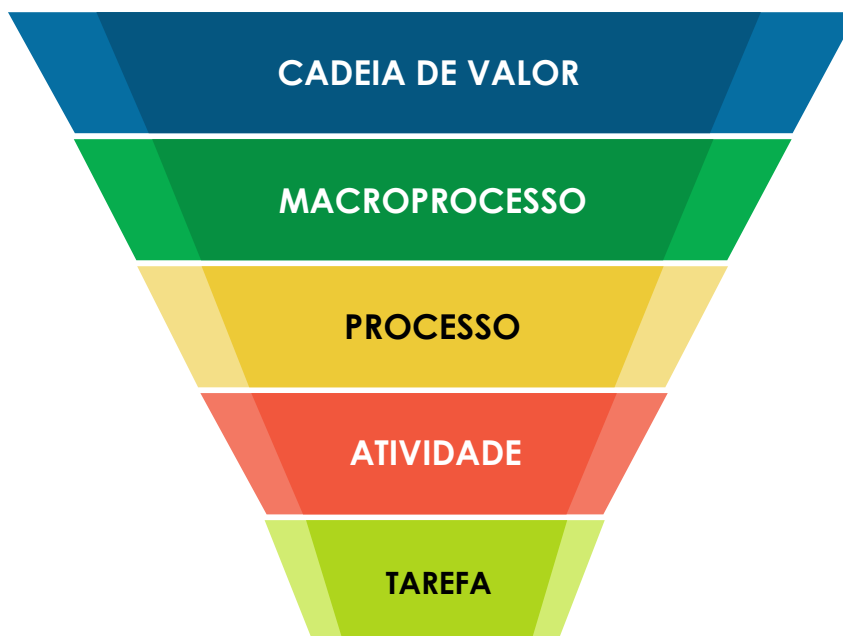 CADEIA DE VALOR
MACROPROCESSO
PROCESSO
ATIVIDADE
TAREFA